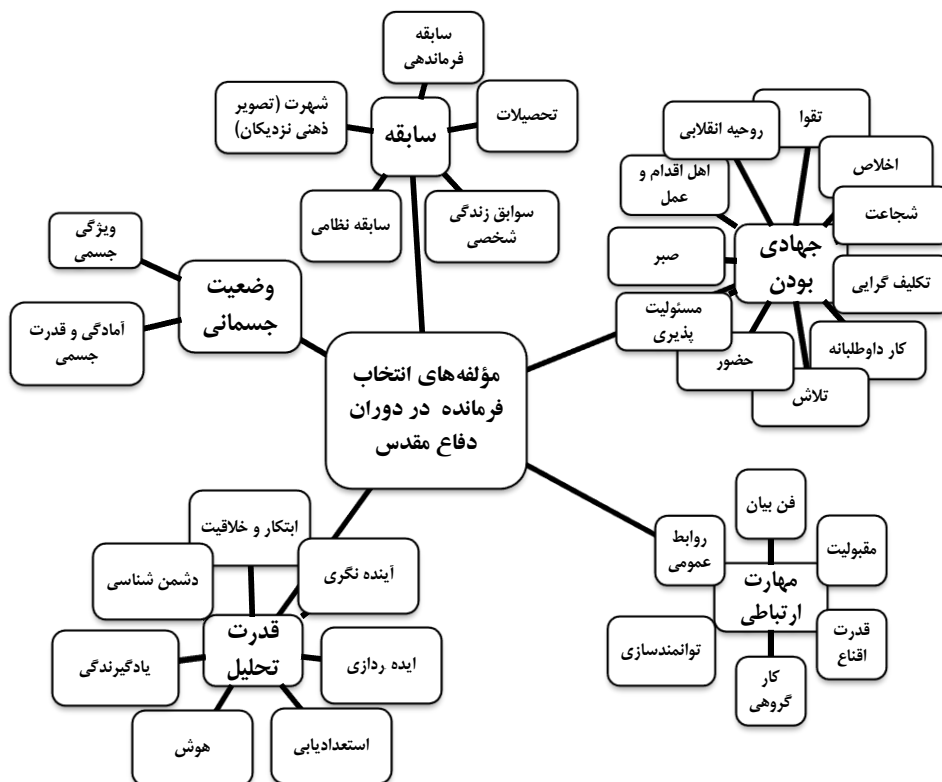 سابقه
فرماندهی
شهرت (تصویر
ذهنی نزدیکان)
تحصیلات
سابقه
سابقه نظامی
سوابق زندگی
شخصی
تقوا
روحیه انقلابی
اخلاص
اهل اقدام و
عمل
شجاعت
جهادی
بودن
صبر
تکلیف گرایی
مسئولیت
پذیری
کار داوطلبانه
حضور
تلاش
ویژگی
جسمی
وضعیت
جسمانی
آمادگی و قدرت
جسمی
مؤلفه‌های انتخاب
فرمانده در دوران
دفاع مقدس
ابتکار و خلاقیت
آینده نگری
دشمن شناسی
قدرت
تحلیل
یادگیرندگی
ایده ردازی
هوش
استعدادیابی
فن بیان
روابط
عمومی
مقبولیت
مهارت
ارتباطی
توانمندسازی
قدرت
اقناع
کار
گروهی